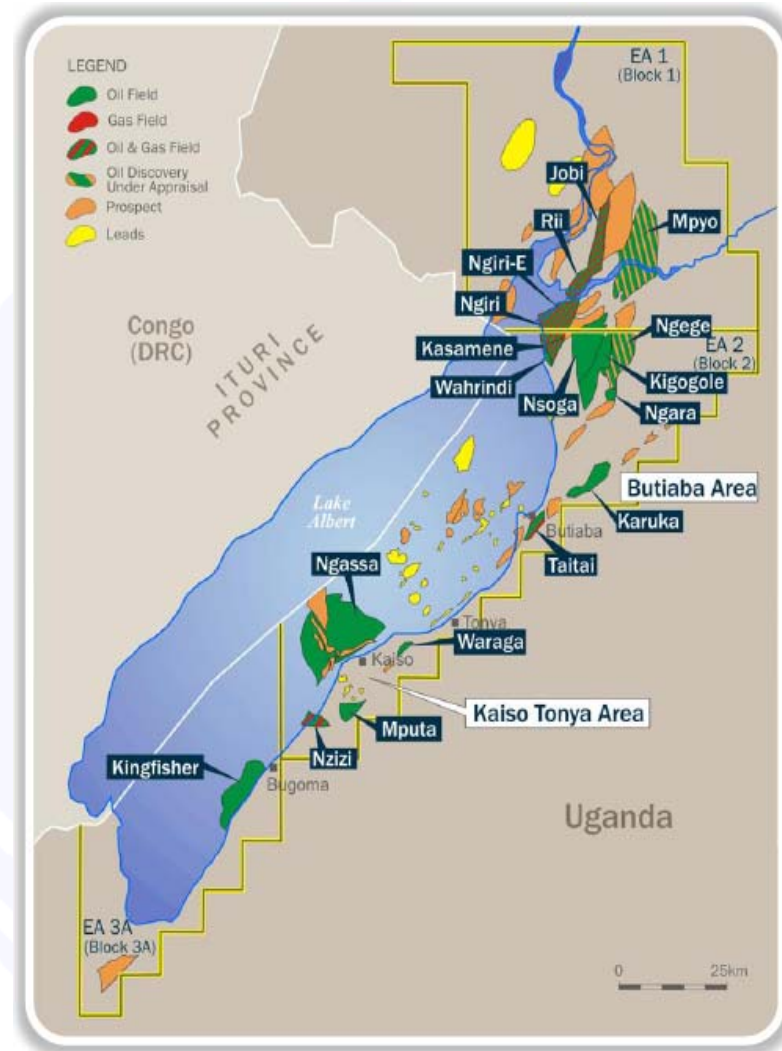 LEGEND
Oil Field
Gas Field
Oil & Gas Field
Oil Discovery
Under Appraisal
Prospect
Leads
EA 1
(Block 1)
Jobi
Rii
Mpyo
Ngiri-E
Ngiri
Congo
(DRC)
ITURI
PROVINCE
Kasamene
Wahrindi
Ngege
EA 2
(Block 2)
Kigogole
Nsoga
Ngara
Butiaba Area
Karuka
Lake
Albert
Butiaba
Taitai
Ngassa
Tonya
Waraga
Kaiso
Kaiso Tonya Area
Mputa
Nzizi
Kingfisher
Bugoma
Uganda
EA 3A
(Block 3A)
0 25km